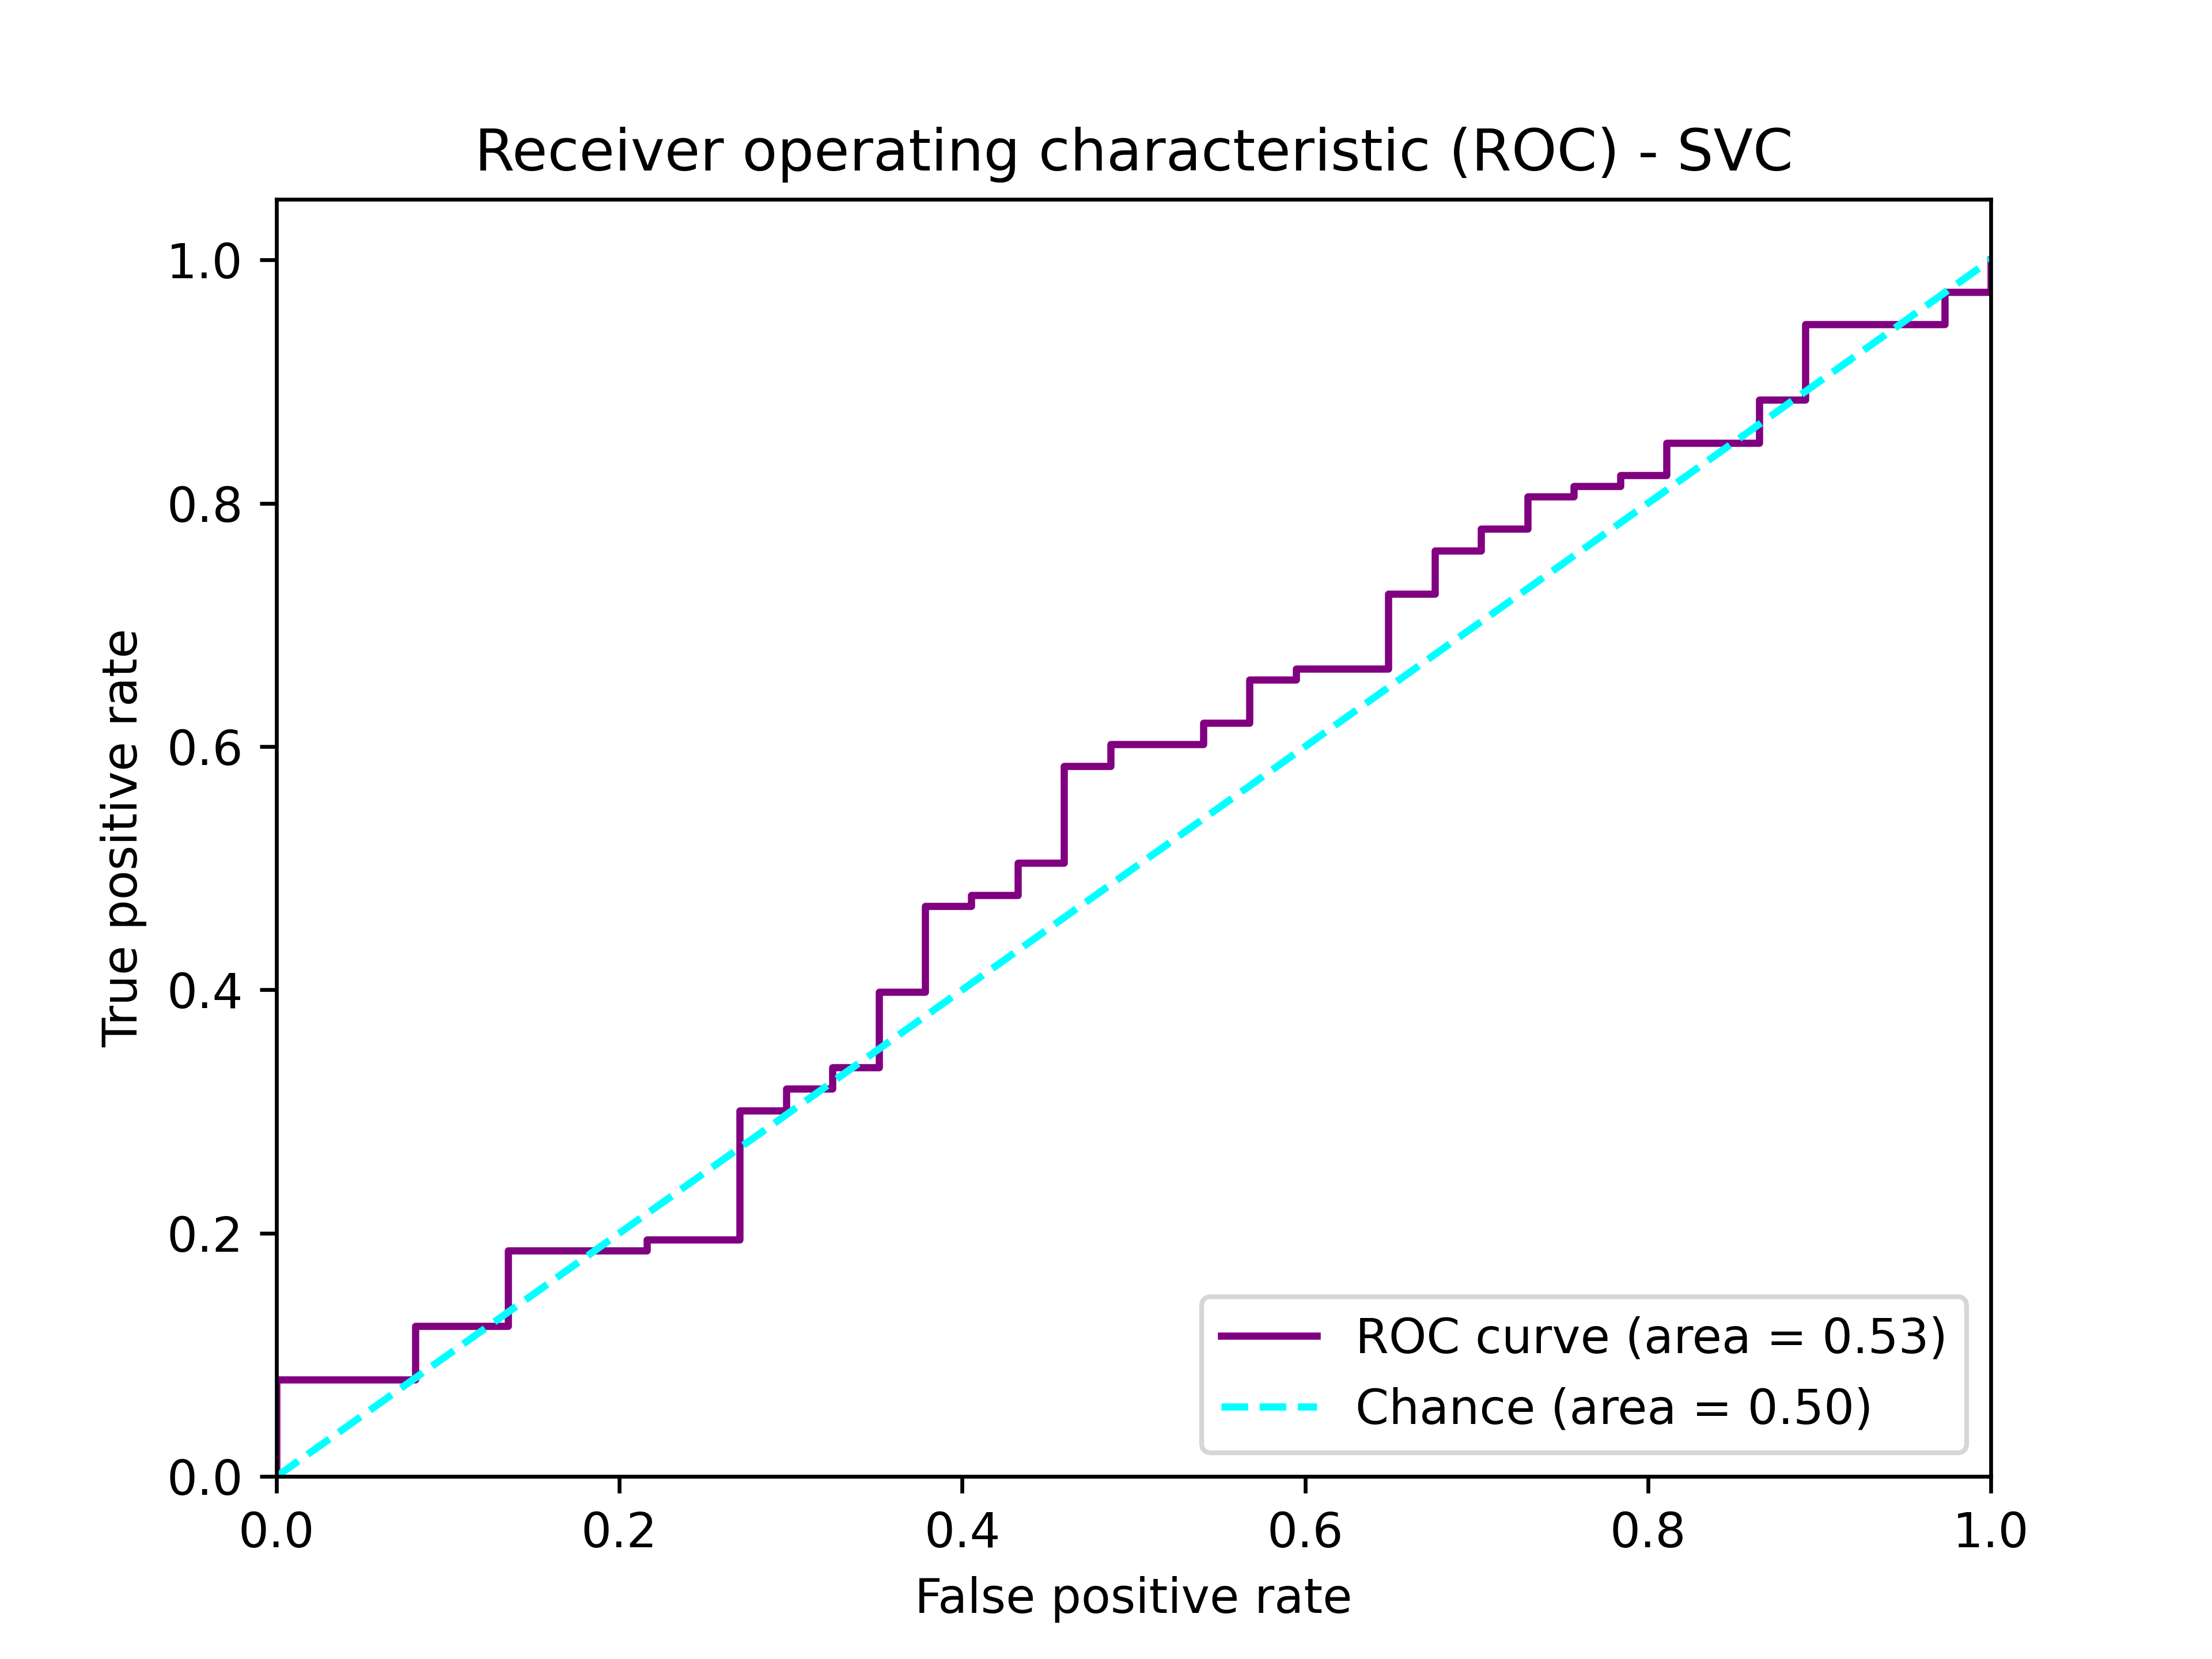 Receiver operating characteristic (ROC) - SVC
1.0
0.8
0.6
0.4
0.2
0.0
True positive rate
0.0 0.2 0.4 0.6 0.8 1.0
False positive rate
ROC curve (area = 0.53)
Chance (area = 0.50)